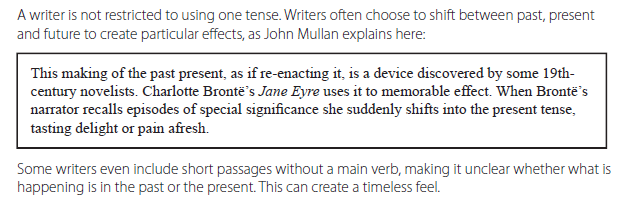 A writer is not restricted to using one tense. Writers often choose to shift between past, present
and future to create particular effects, as John Mullan explains here:
This making of the past present, as if re-enacting it, is a device discovered by some 19th-
century novelists. Charlotte Brontë's Jane Eyre uses it to memorable effect. When Brontë's
narrator recalls episodes of special significance she suddenly shifts into the present tense,
tasting delight or pain afresh.
Some writers even include short passages without a main verb, making it unclear whether what is
happening is in the past or the present. This can create a timeless feel.